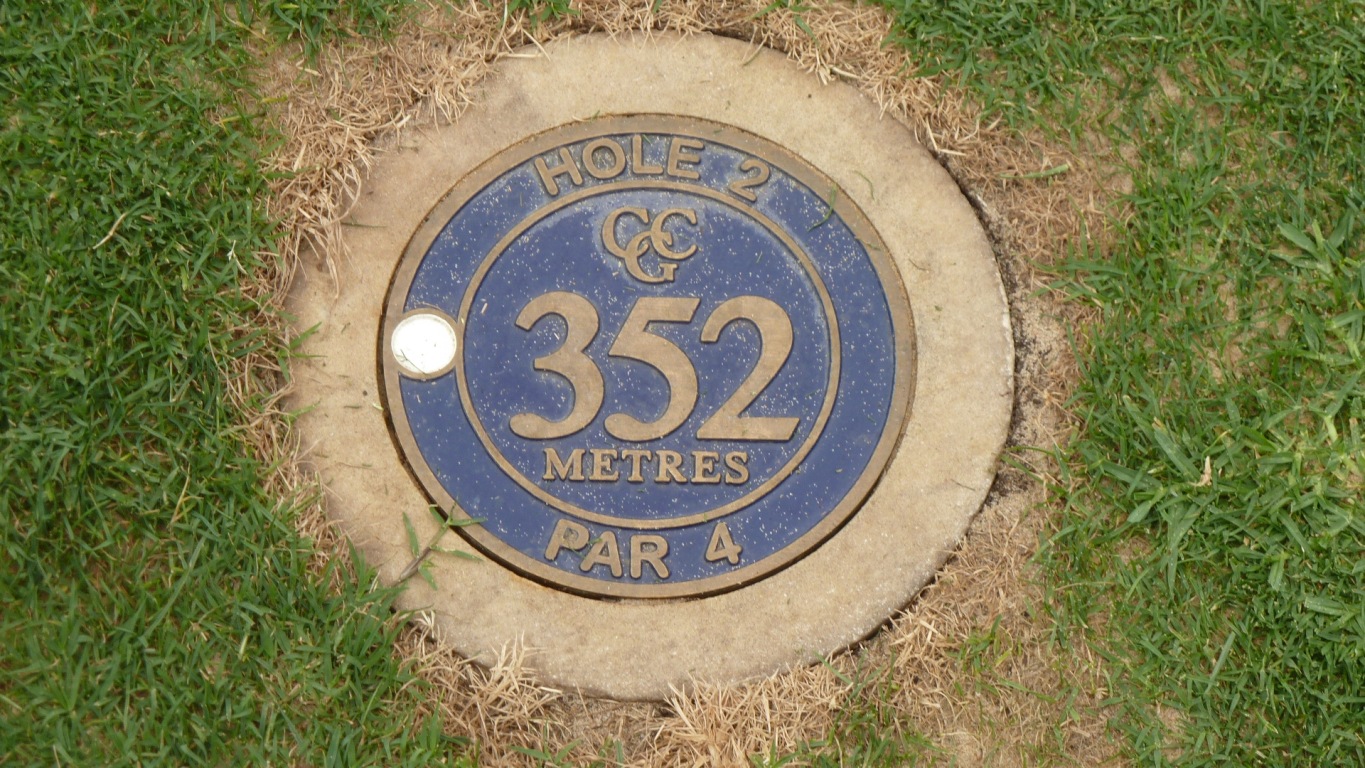 HOLE 2
CGC
352
METRES
PAR 4